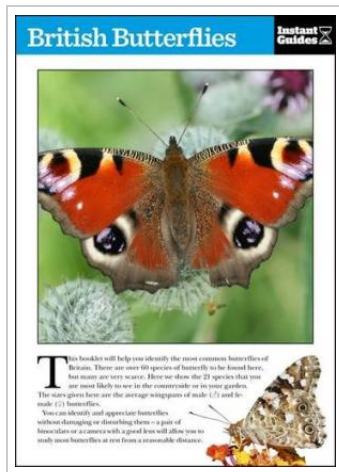 British Butterflies
Instant
Guides
This booklet will help you identify the most common butterflies of
Britain. There are over 60 species of butterfly to be found here,
but many are very scarce. Here we show the 21 species that you
are most likely to see in the countryside or in your garden.
The sizes given here are the average wingspans of male (♂) and fe-
male (♀) butterflies.
You can identify and appreciate butterflies
without damaging or disturbing them – a pair of
binoculars or a camera with a good lens will allow you to
study most butterflies at rest from a reasonable distance.